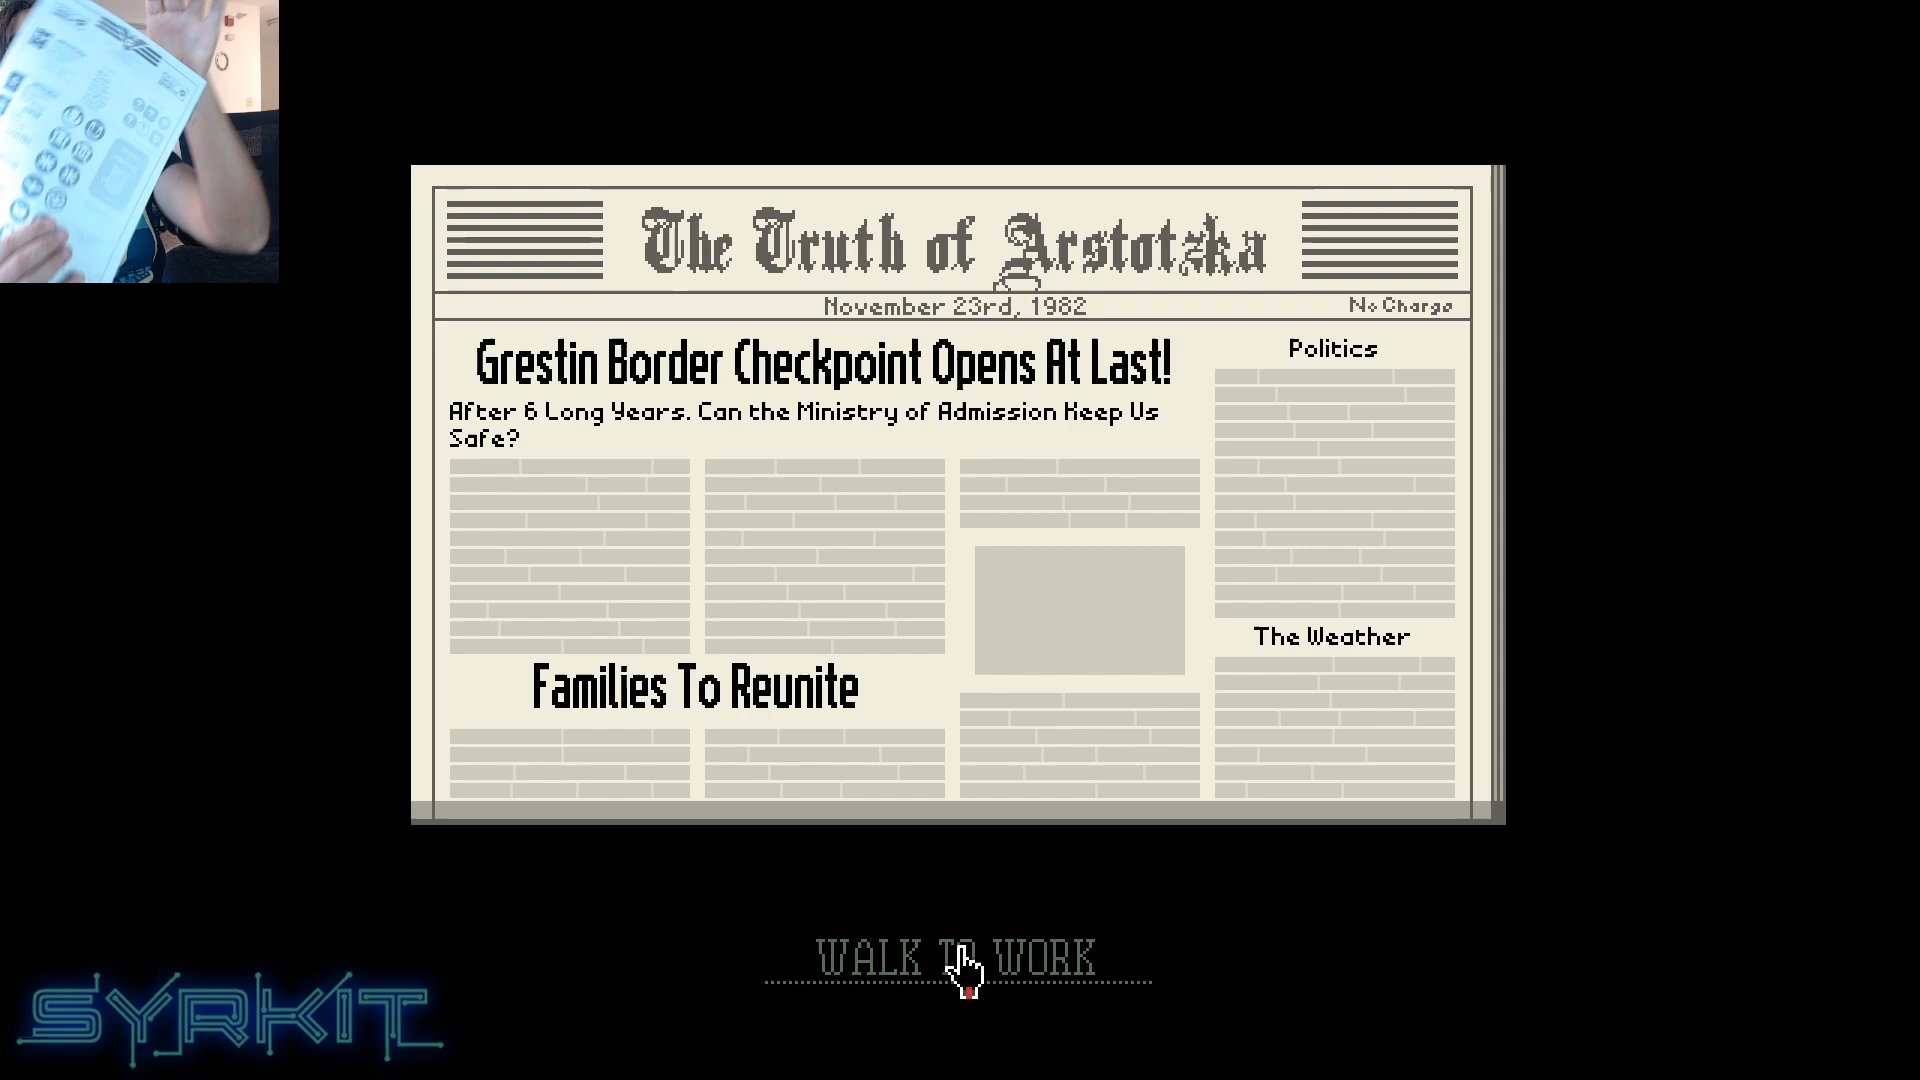 The Truth of Arstotzka
November 23rd, 1982
No Charge
Grestin Border Checkpoint Opens At Last!
After 6 Long Years. Can the Ministry of Admission Keep Us
Safe?
Families To Reunite
Politics
The Weather
WALK TO WORK
SYRKIT